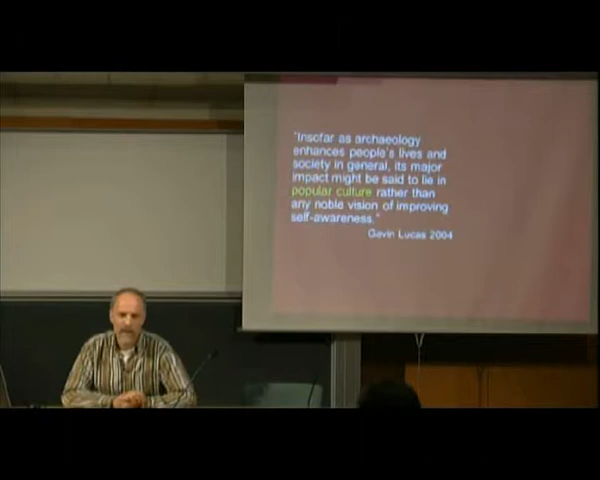 "Insofar as archaeology
enhances people's lives and
society in general, its major
impact might be said to lie in
popular culture rather than
any noble vision of improving
self-awareness."
Gavin Lucas 2004